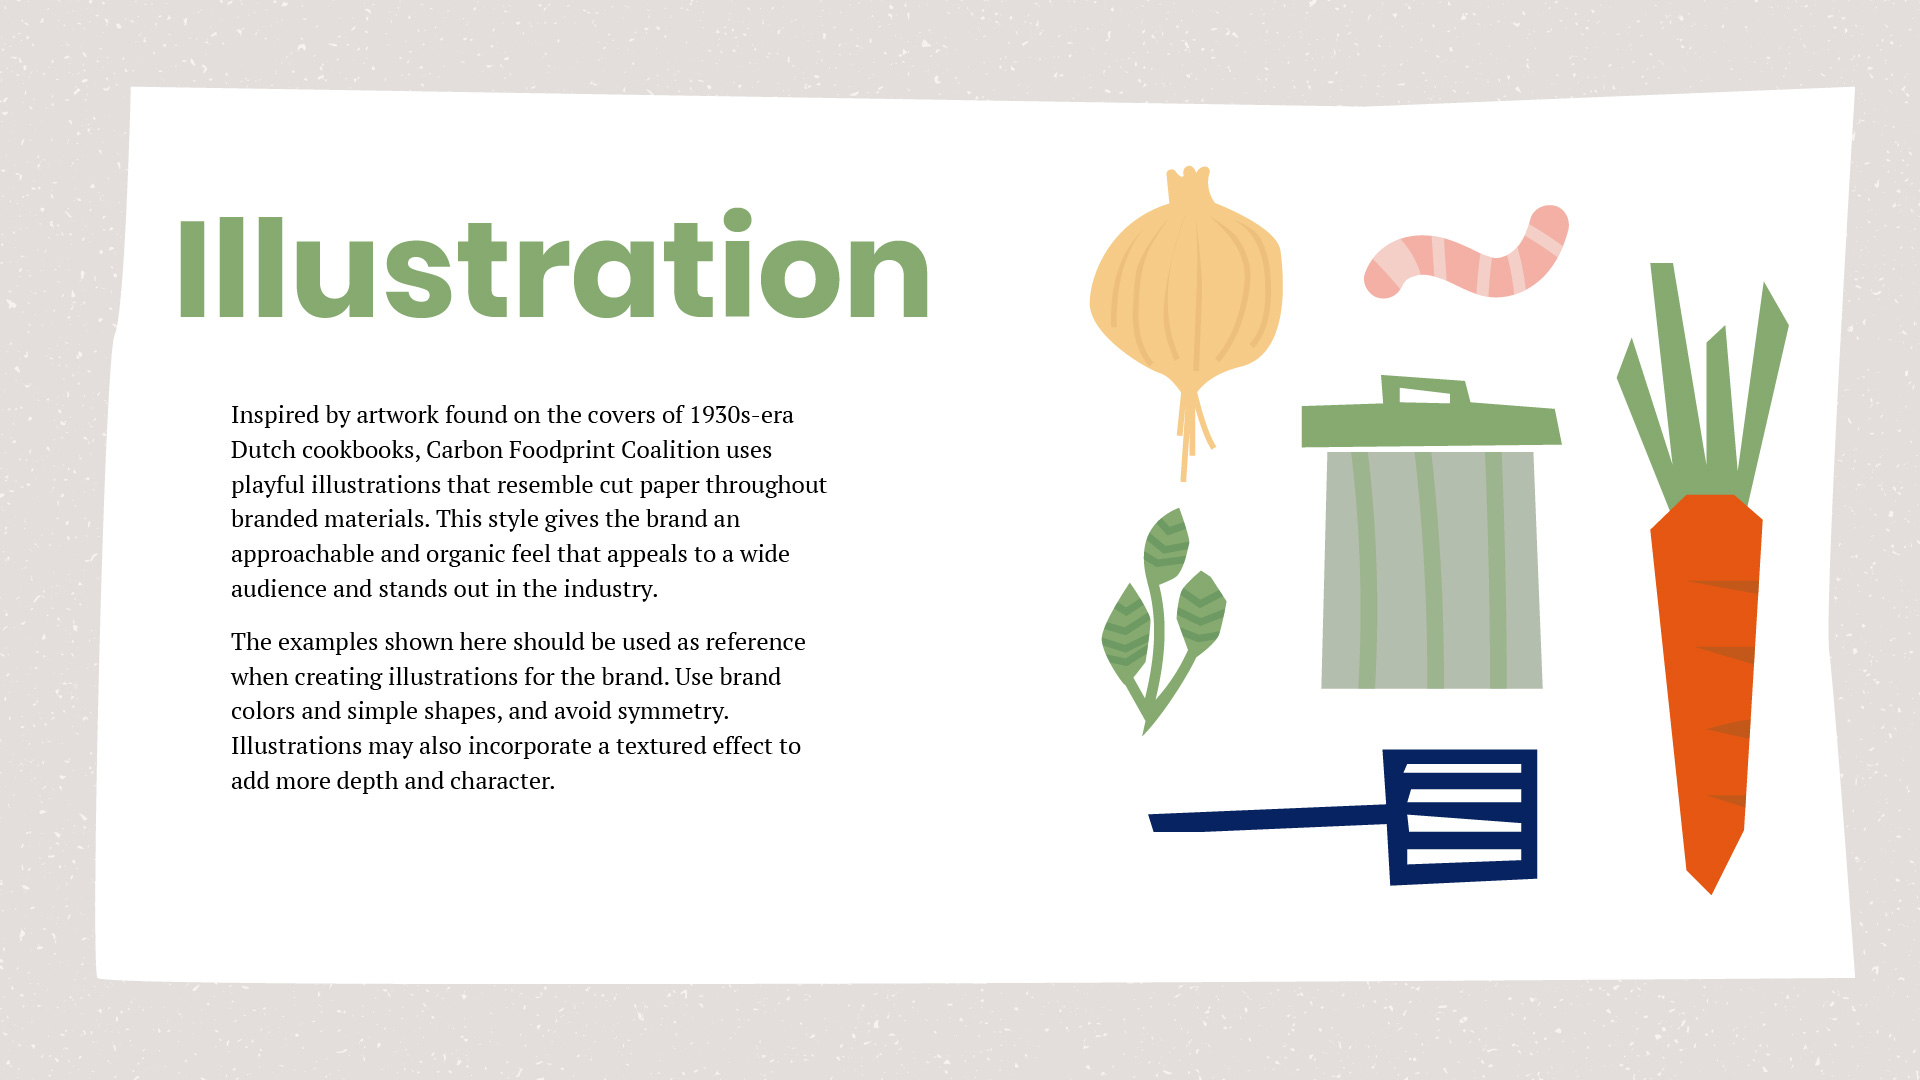 Illustration
Inspired by artwork found on the covers of 1930s-era
Dutch cookbooks, Carbon Foodprint Coalition uses
playful illustrations that resemble cut paper throughout
branded materials. This style gives the brand an
approachable and organic feel that appeals to a wide
audience and stands out in the industry.
The examples shown here should be used as reference
when creating illustrations for the brand. Use brand
colors and simple shapes, and avoid symmetry.
Illustrations may also incorporate a textured effect to
add more depth and character.